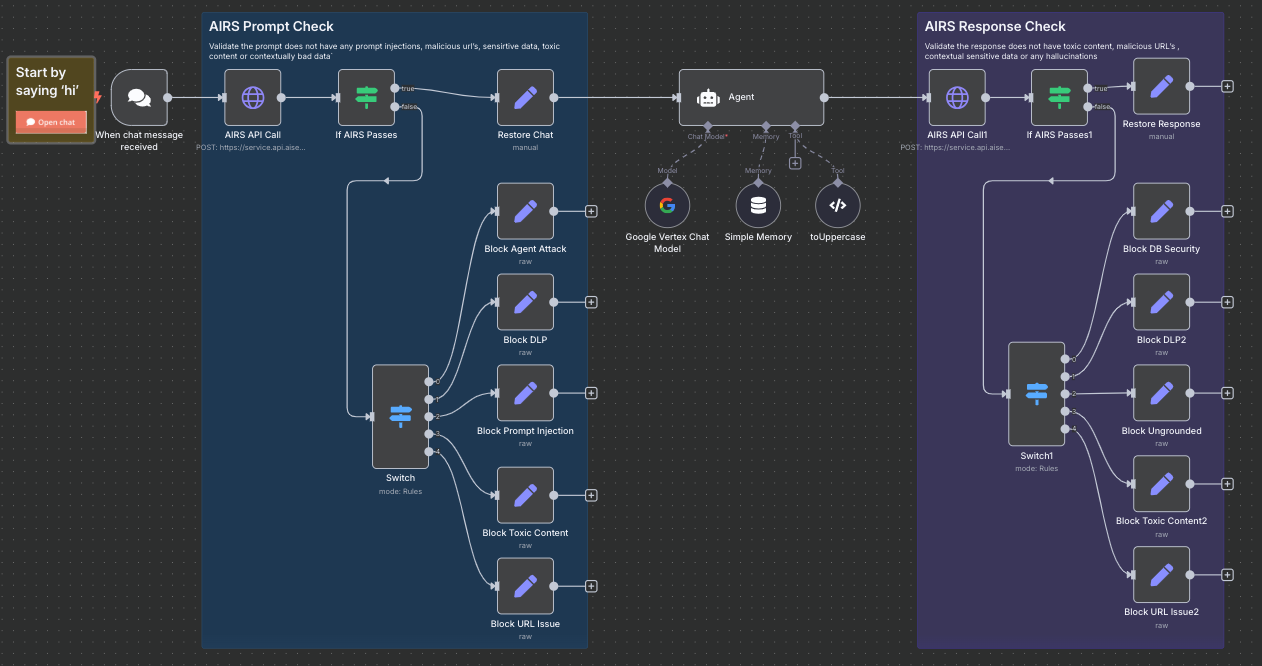 AIRS Prompt Check
Validate the prompt does not have any prompt injections, malicious url's, sensirtive data, toxic
content or contextually bad data`
AIRS Response Check
Validate the response does not have toxic content, malicious URL's ,
contextual sensitive data or any hallucinations
Start by
saying ‘hi’
Open chat
When chat message
received
AIRS API Call
POST: https://service.api.aise...
If AIRS Passes
true
false
Restore Chat
manual
Agent
Chat Model*
Memory
Tool
Model
Memory
Tool
Google Vertex Chat
Model
Simple Memory
toUppercase
AIRS API Call1
POST: https://service.api.aise...
If AIRS Passes1
true
false
Restore Response
manual
Block Agent Attack
raw
Block DLP
raw
Block Prompt Injection
raw
Block Toxic Content
raw
Block URL Issue
raw
0
1
2
3
4
Switch
mode: Rules
Block DB Security
raw
Block DLP2
raw
Block Ungrounded
raw
Block Toxic Content2
raw
Block URL Issue2
raw
0
1
2
3
4
Switch1
mode: Rules